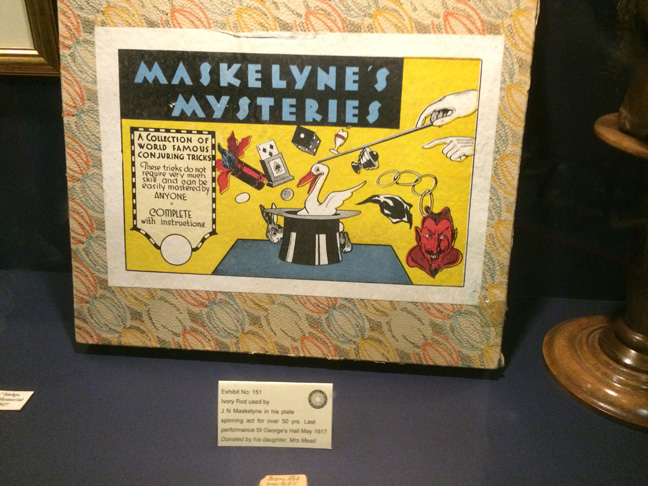 MASKELYNE'S
MYSTERIES
A COLLECTION OF
WORLD FAMOUS
CONJURING TRICKS
These tricks do not
require very much
skill and can be
easily mastered by
ANYONE
COMPLETE
with instructions
Exhibit No: 151
Ivory Rod used by
J N Maskelyne in his plate
spinning act for over 50 yrs. Last
performance St George's Hall May 1917
Donated by his daughter, Mrs Mead.